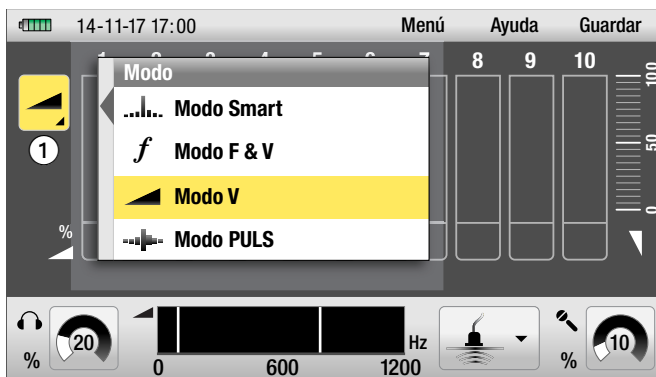 14-11-17 17:00 Menú Ayuda Guardar
8 9 10
Modo
Modo Smart
f Modo F & V
Modo V
Modo PULS
1
%
100
50
0
20
%
0 600 1200
Hz
10
%